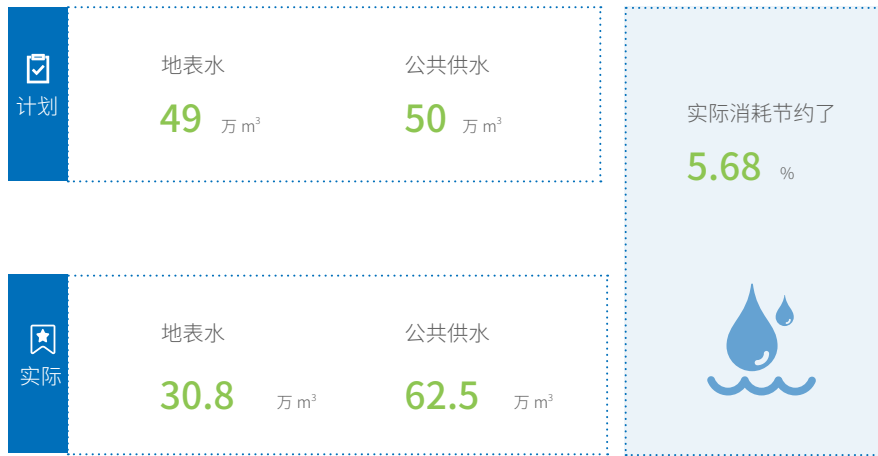 计划
地表水
49 万 m³
公共供水
50 万 m³
实际
地表水
30.8 万 m³
公共供水
62.5 万 m³
实际消耗节约了
5.68 %